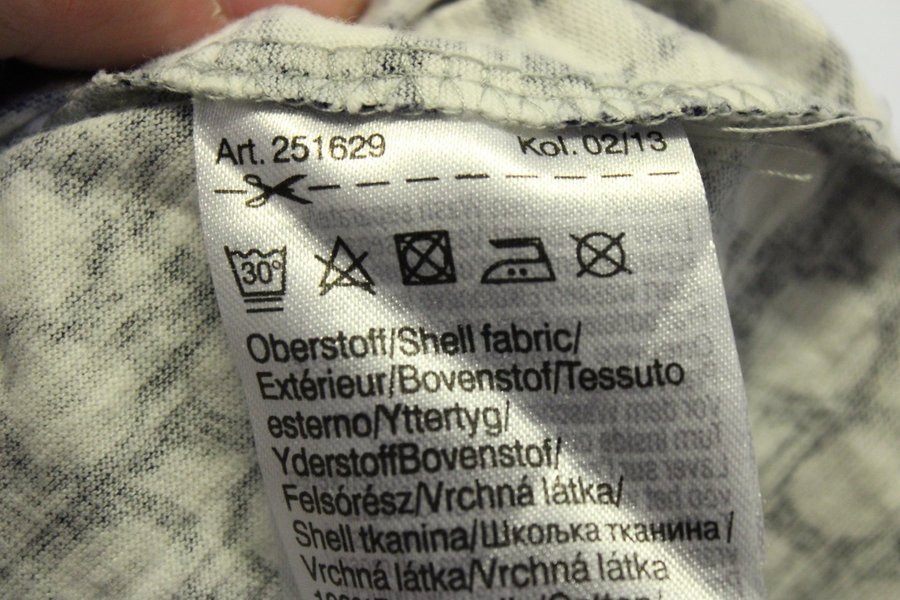 Art. 251629 Kol. 02/13
30°
Oberstoff/Shell fabric/
Extérieur/Bovenstof/Tessuto
esterno/Yttertyg/
YderstoffBovenstof/
Felsórész/Vrchná látka/
Shell tkanina/Школька тканина /
Vrchná látka/Vrchná látka